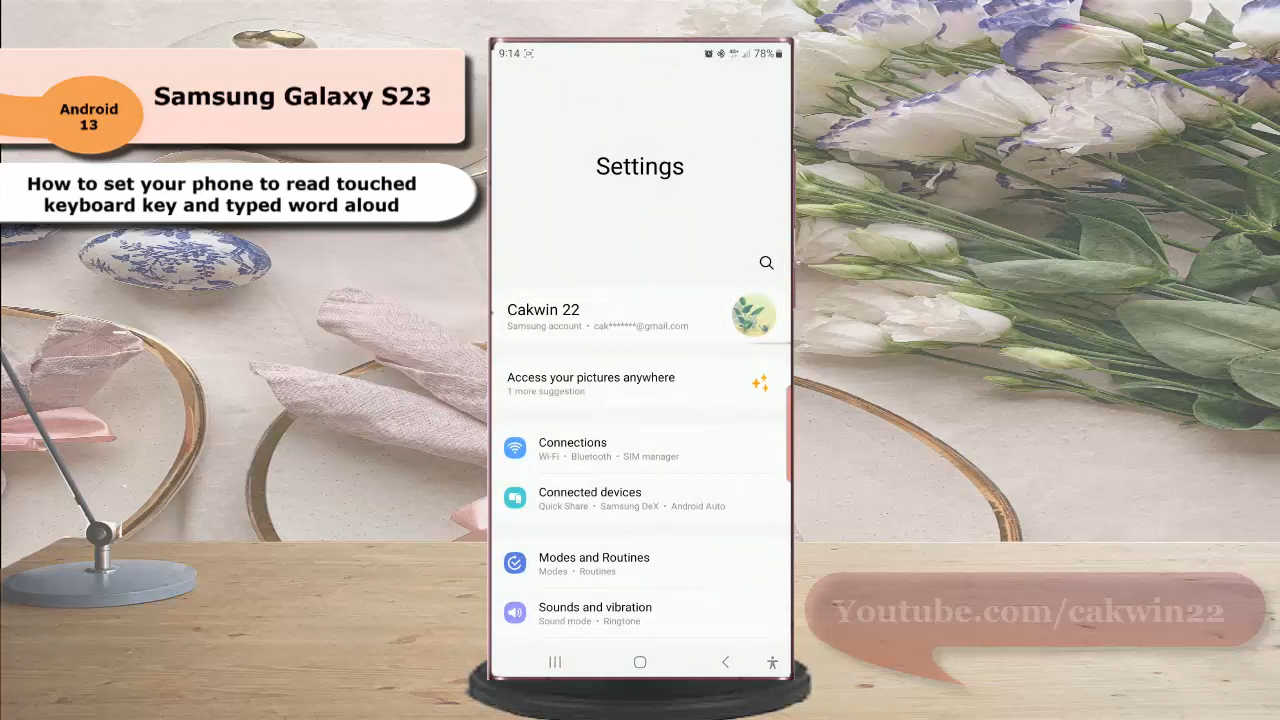 Samsung Galaxy S23
Android
13
How to set your phone to read touched
keyboard key and typed word aloud
9:14
78%
Settings
Cakwin 22
Samsung account • cak*******@gmail.com
Access your pictures anywhere
1 more suggestion
Connections
Wi-Fi • Bluetooth • SIM manager
Connected devices
Quick Share • Samsung DeX • Android Auto
Modes and Routines
Modes • Routines
Sounds and vibration
Sound mode • Ringtone
Youtube.com/cakwin22